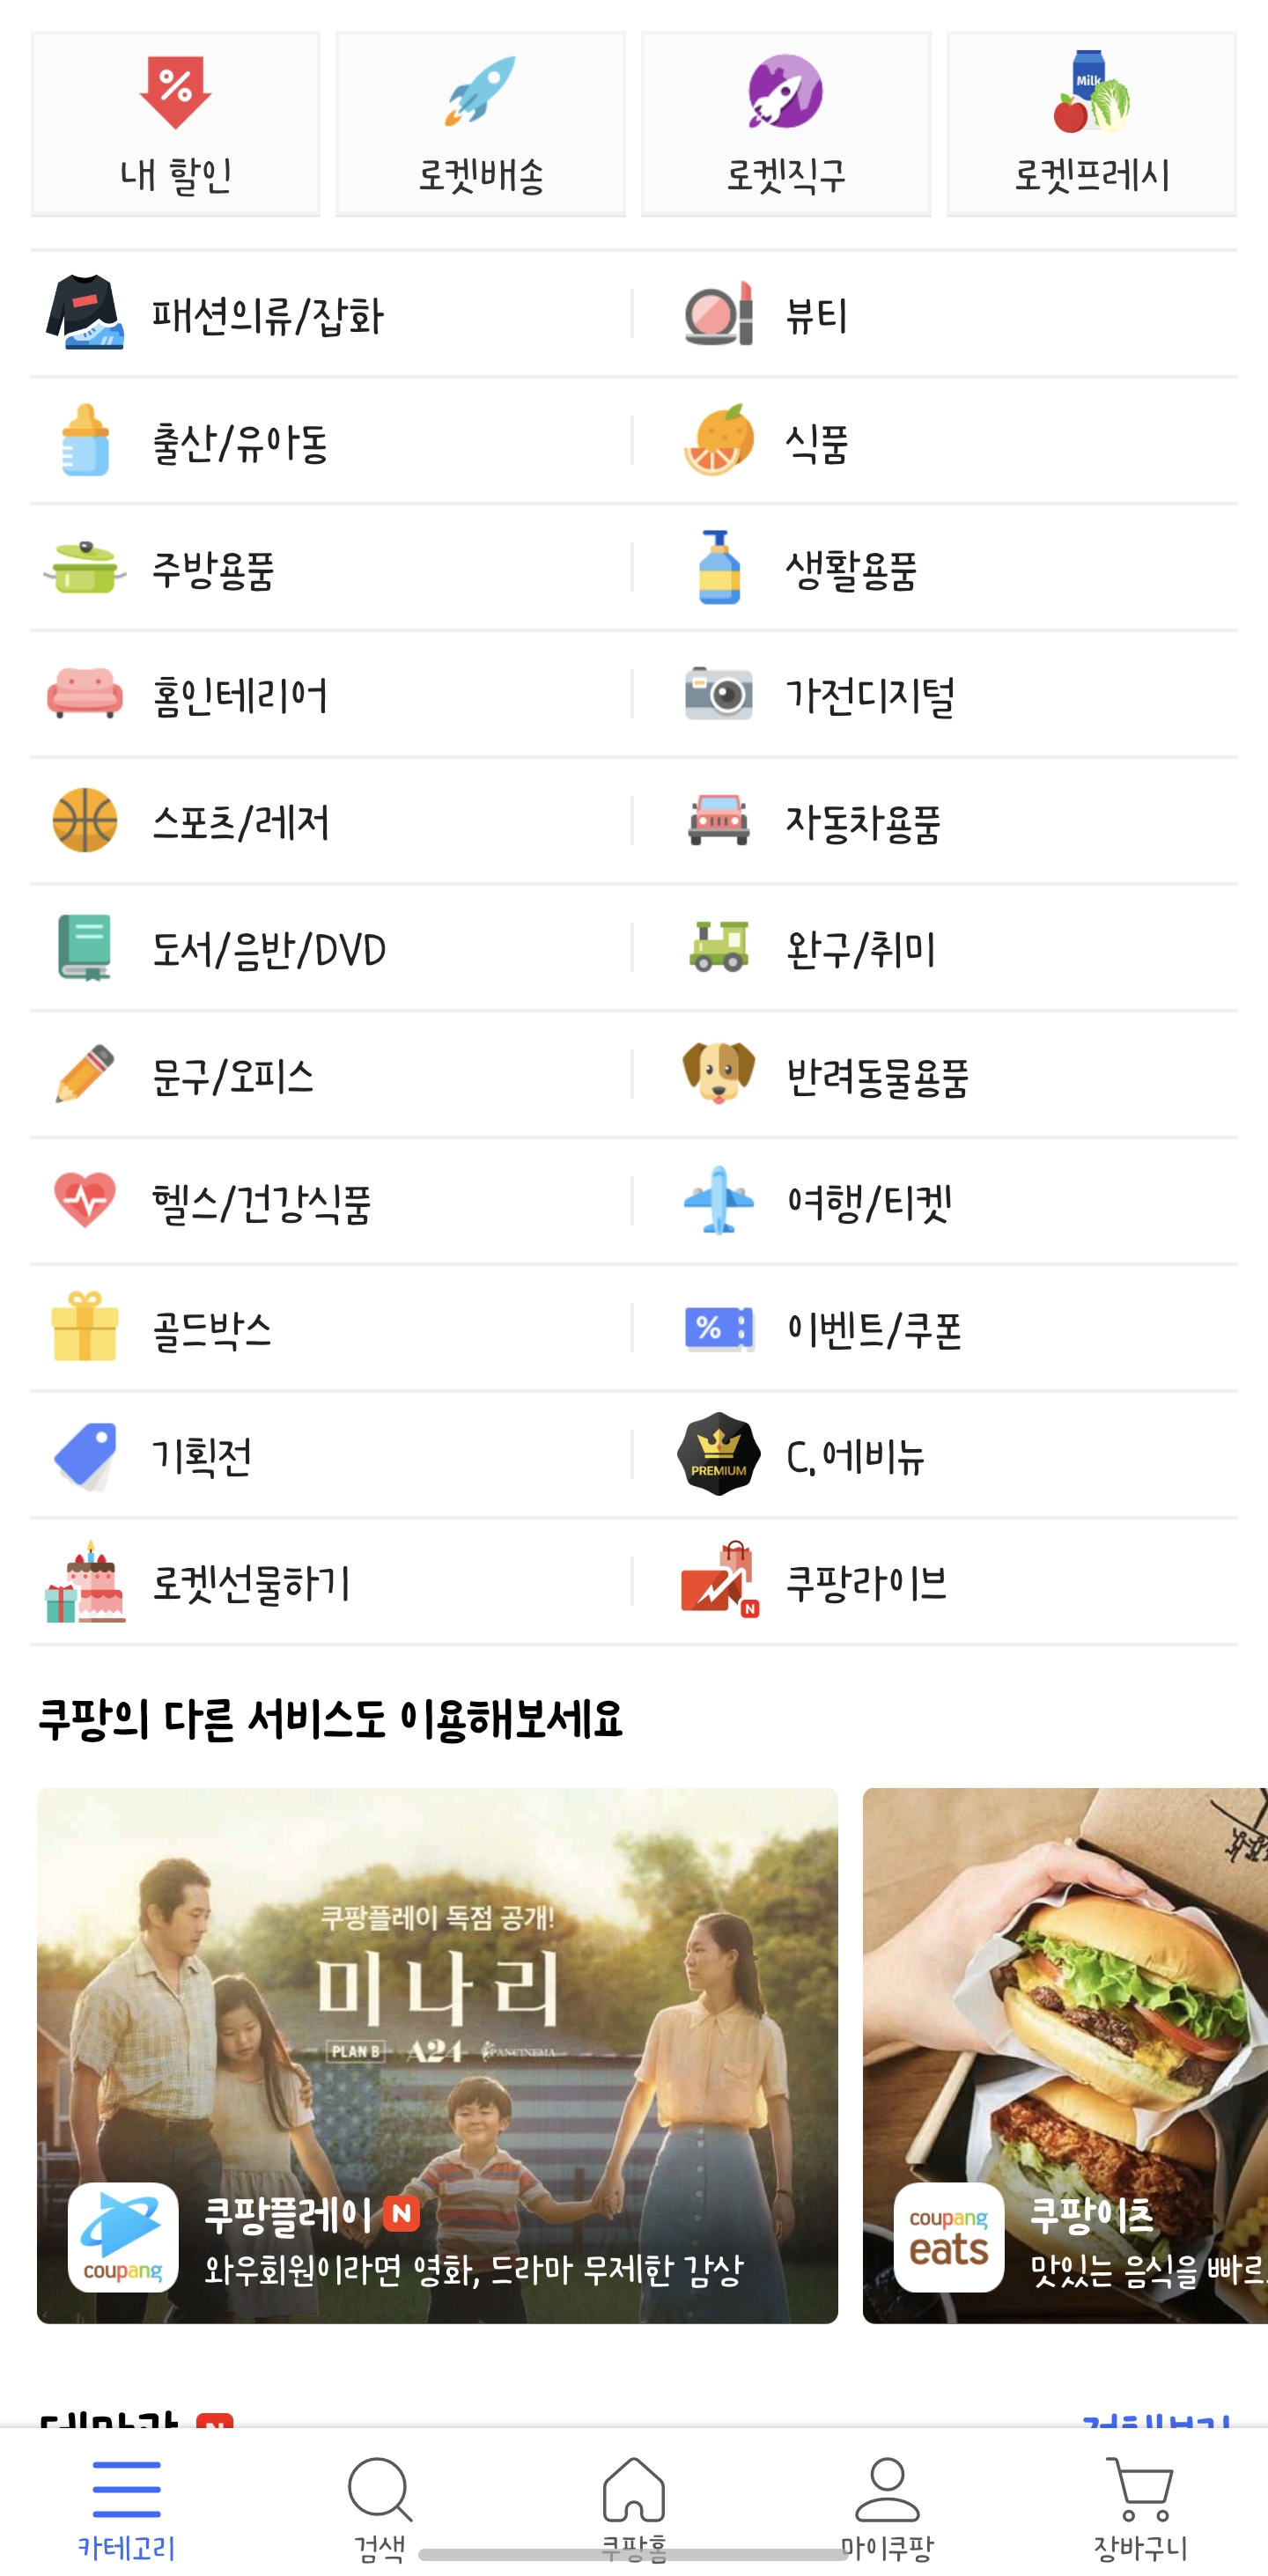 %
Milk
내 할인
로켓배송
로켓직구
로켓프레시
패션의류/잡화
뷰티
출산/유아동
식품
주방용품
생활용품
홈인테리어
가전디지털
스포츠/레저
자동차용품
도서/음반/DVD
완구/취미
문구/오피스
반려동물용품
헬스/건강식품
여행/티켓
골드박스
%
이벤트/쿠폰
기획전
PREMIUM
C.에비뉴
로켓선물하기
N
쿠팡라이브
쿠팡의 다른 서비스도 이용해보세요
쿠팡플레이 독점 공개!
미나리
PLAN B A24 PANCINEMA
coupang
쿠팡플레이 N
와우회원이라면 영화, 드라마 무제한 감상
coupang
eats
쿠팡이츠
맛있는 음식을 빠르
카테고리
검색
쿠팡홈
마이쿠팡
장바구니